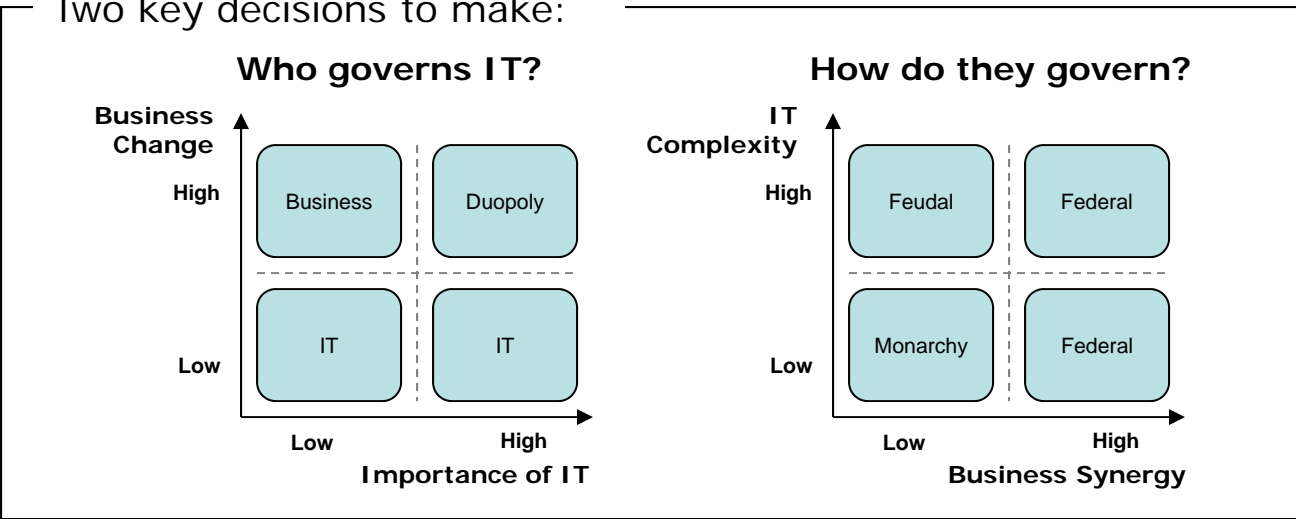 Two key decisions to make:
Who governs IT?
Business
Change
High
Business
Duopoly
IT
IT
Low
Low
High
Importance of IT
How do they govern?
IT
Complexity
High
Feudal
Federal
Monarchy
Federal
Low
Low
High
Business Synergy